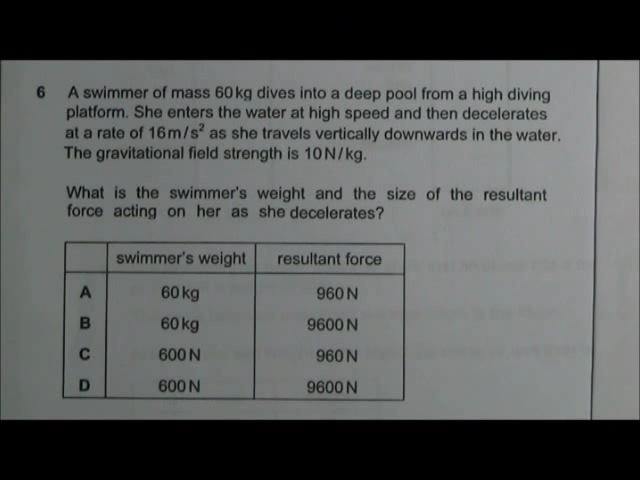 6 A swimmer of mass 60 kg dives into a deep pool from a high diving
platform. She enters the water at high speed and then decelerates
at a rate of 16 m/s² as she travels vertically downwards in the water.
The gravitational field strength is 10 N/kg.
What is the swimmer's weight and the size of the resultant
force acting on her as she decelerates?
swimmer's weight resultant force
A 60 kg 960 N
B 60 kg 9600 N
C 600 N 960 N
D 600 N 9600 N